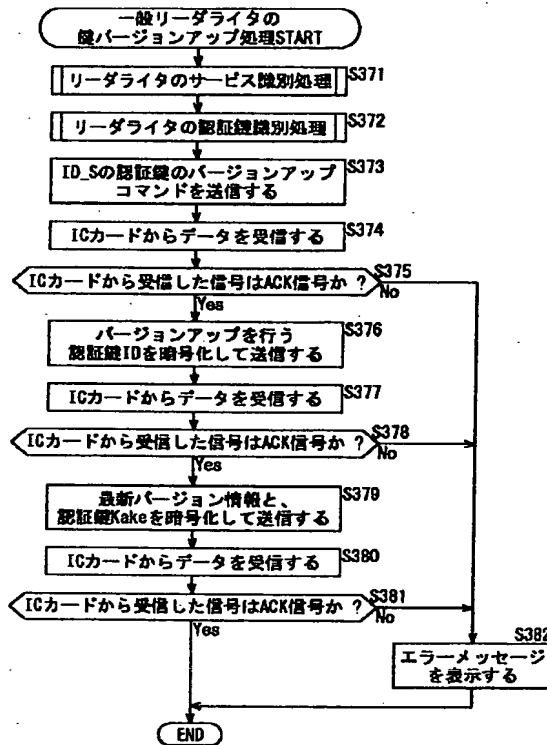 一般リーダライタの
鍵バージョンアップ処理START
リーダライタのサービス識別処理
S371
リーダライタの認証鍵識別処理
S372
ID_Sの認証鍵のバージョンアップ
コマンドを送信する
S373
ICカードからデータを受信する
S374
ICカードから受信した信号はACK信号か ?
S375
No
Yes
バージョンアップを行う
認証鍵IDを暗号化して送信する
S376
ICカードからデータを受信する
S377
ICカードから受信した信号はACK信号か ?
S378
No
Yes
最新バージョン情報と、
認証鍵Kakeを暗号化して送信する
S379
ICカードからデータを受信する
S380
ICカードから受信した信号はACK信号か ?
S381
No
Yes
S382
エラーメッセージ
を表示する
END